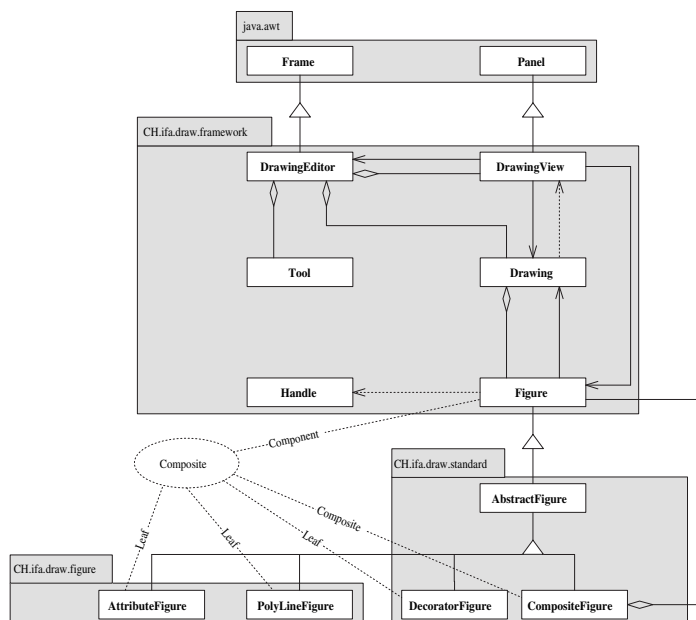 java.awt
Frame
Panel
CH.ifa.draw.framework
DrawingEditor
DrawingView
Tool
Drawing
Handle
Figure
Component
Composite
CH.ifa.draw.standard
AbstractFigure
Composite
Leaf
Leaf
Leaf
CH.ifa.draw.figure
AttributeFigure
PolyLineFigure
DecoratorFigure
CompositeFigure